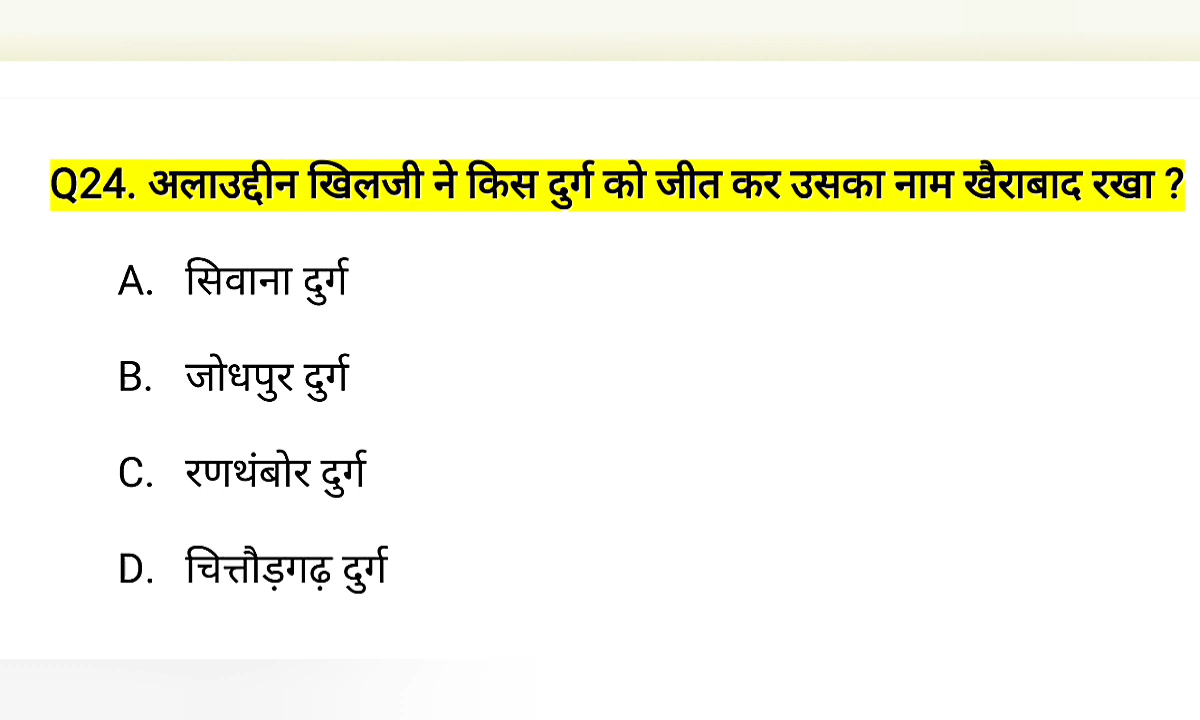 Q24. अलाउद्दीन खिलजी ने किस दुर्ग को जीत कर उसका नाम खैराबाद रखा ?
A. सिवाना दुर्ग
B. जोधपुर दुर्ग
C. रणथंबोर दुर्ग
D. चित्तौड़गढ़ दुर्ग